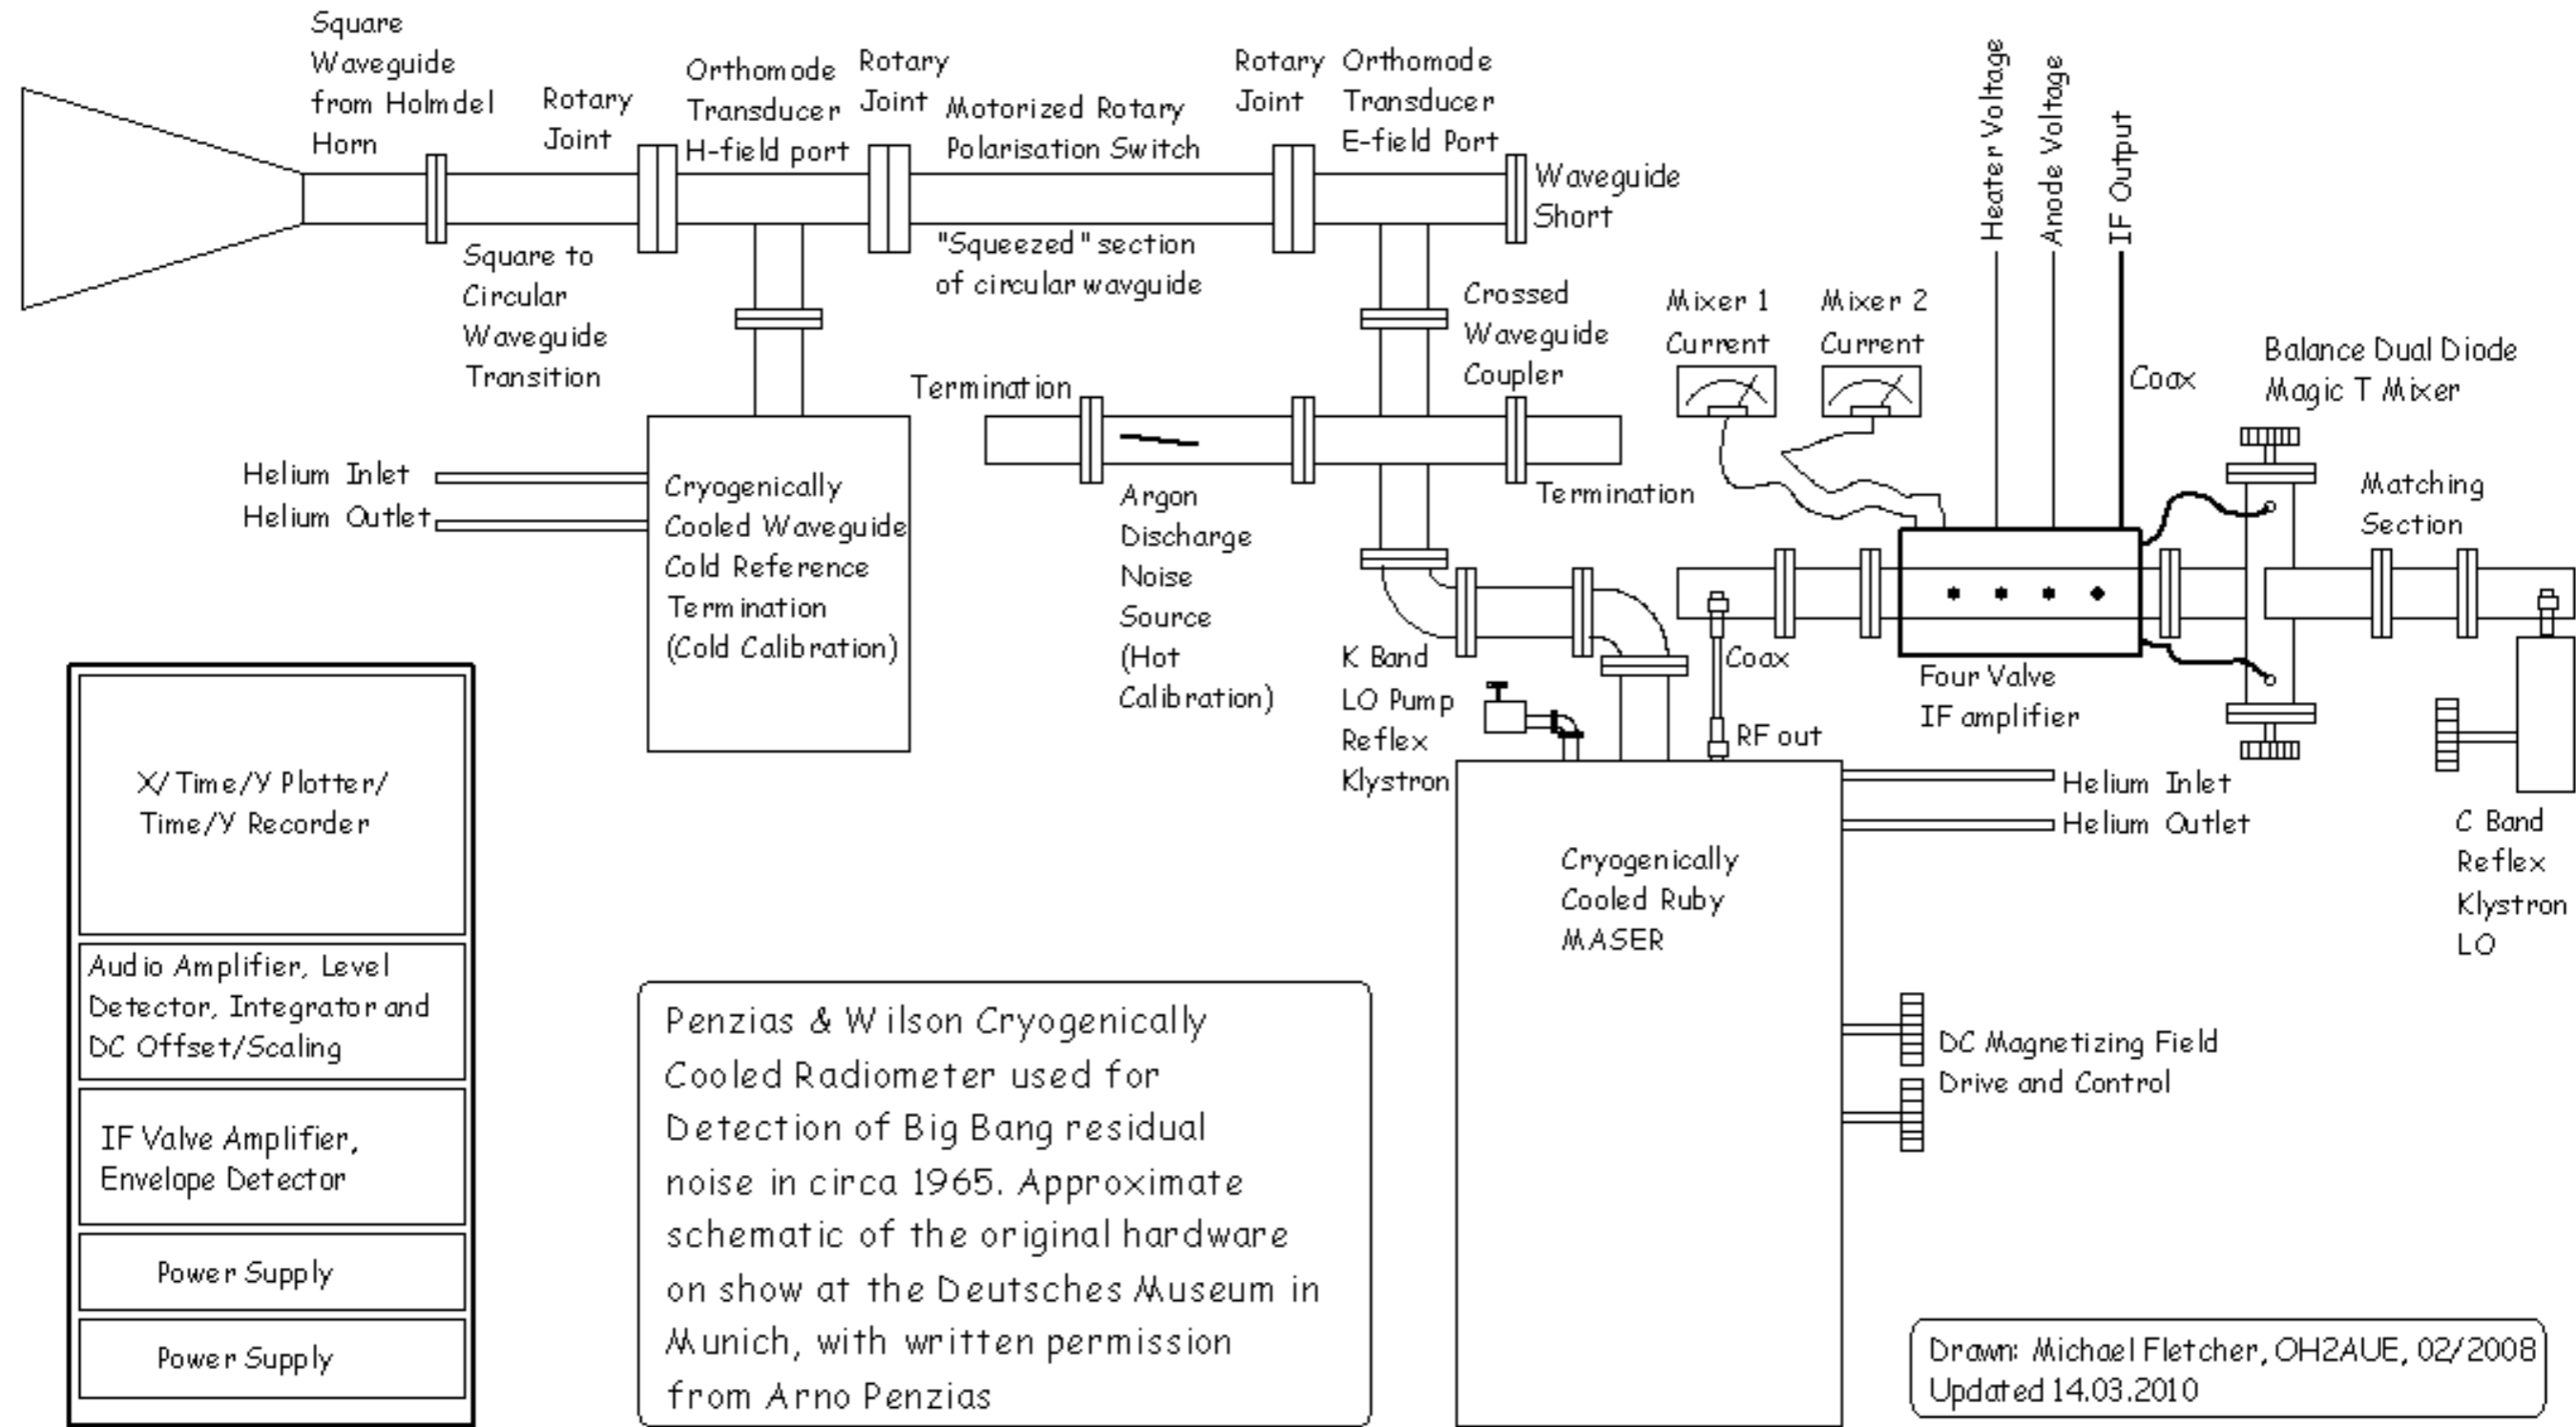 Square
Waveguide
from Holmdel
Horn
Rotary
Joint
Orthomode
Transducer
H-field port
Rotary
Joint
Motorized Rotary
Polarisation Switch
Rotary
Joint
Orthomode
Transducer
E-field Port
Waveguide
Short
Heater Voltage
Anode Voltage
IF Output
Square to
Circular
Waveguide
Transition
"Squeezed" section
of circular wavguide
Crossed
Waveguide
Coupler
Mixer 1
Current
Mixer 2
Current
Coax
Balance Dual Diode
Magic T Mixer
Termination
Helium Inlet
Helium Outlet
Cryogenically
Cooled Waveguide
Cold Reference
Termination
(Cold Calibration)
Argon
Discharge
Noise
Source
(Hot
Calibration)
Termination
Matching
Section
K Band
LO Pump
Reflex
Klystron
Coax
RF out
Four Valve
IF amplifier
Helium Inlet
Helium Outlet
C Band
Reflex
Klystron
LO
Cryogenically
Cooled Ruby
MASER
DC Magnetizing Field
Drive and Control
X/Time/Y Plotter/
Time/Y Recorder
Audio Amplifier, Level
Detector, Integrator and
DC Offset/Scaling
IF Valve Amplifier,
Envelope Detector
Power Supply
Power Supply
Penzias & Wilson Cryogenically
Cooled Radiometer used for
Detection of Big Bang residual
noise in circa 1965. Approximate
schematic of the original hardware
on show at the Deutsches Museum in
Munich, with written permission
from Arno Penzias
Drawn: Michael Fletcher, OH2AUE, 02/2008
Updated 14.03.2010